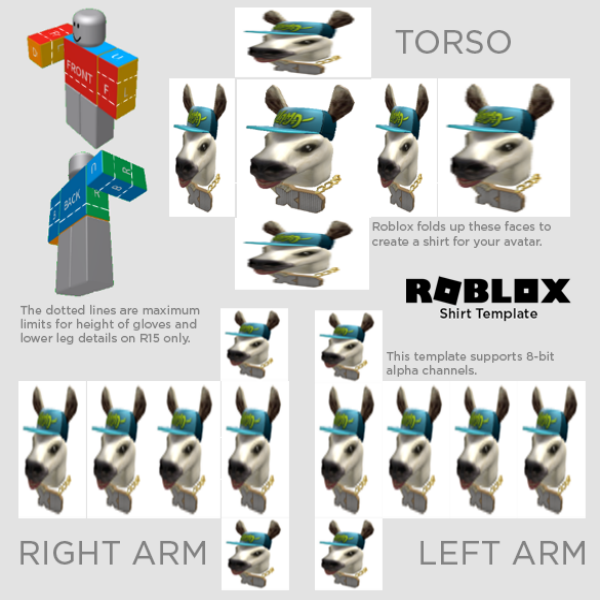 TORSO
FRONT
F
L
BACK
Roblox folds up these faces to
create a shirt for your avatar.
ROBLOX
Shirt Template
The dotted lines are maximum
limits for height of gloves and
lower leg details on R15 only.
This template supports 8-bit
alpha channels.
RIGHT ARM
LEFT ARM